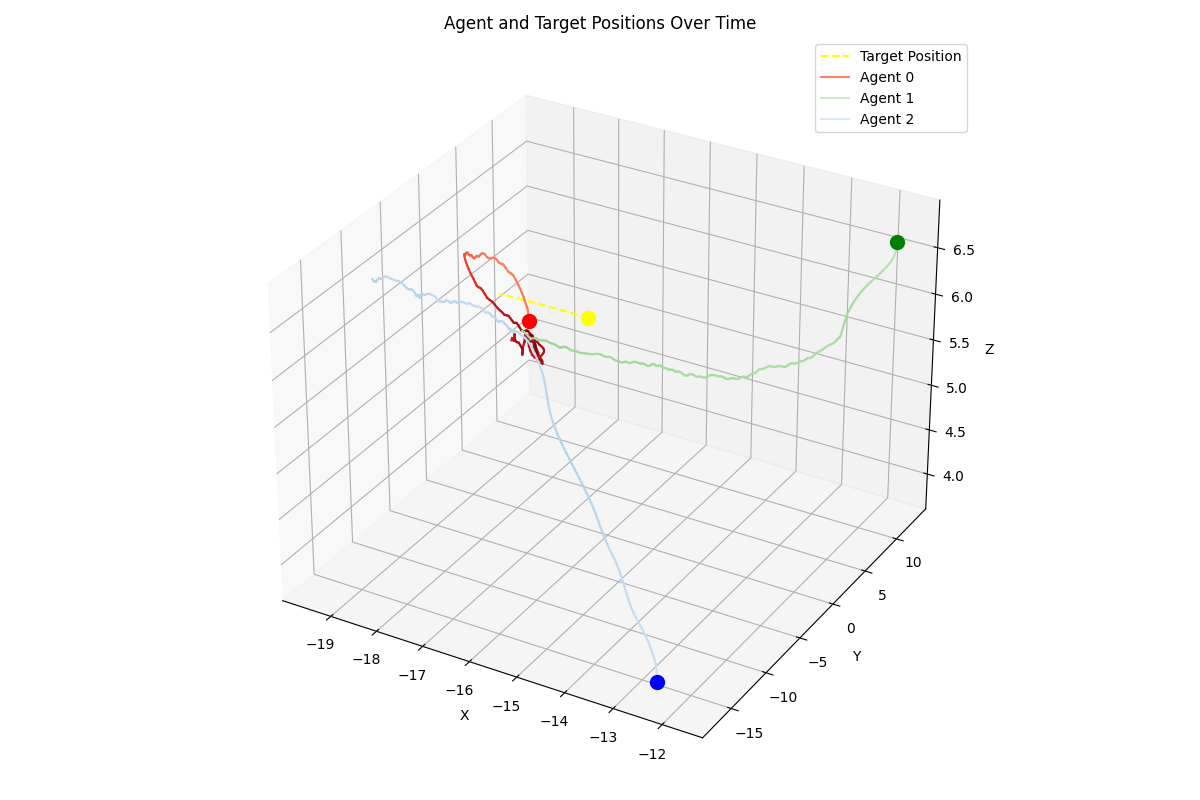 Agent and Target Positions Over Time
Target Position
Agent 0
Agent 1
Agent 2
6.5
6.0
5.5
5.0
4.5
4.0
Z
10
5
0
−5
−10
−15
Y
−19
−18
−17
−16
−15
−14
−13
−12
X